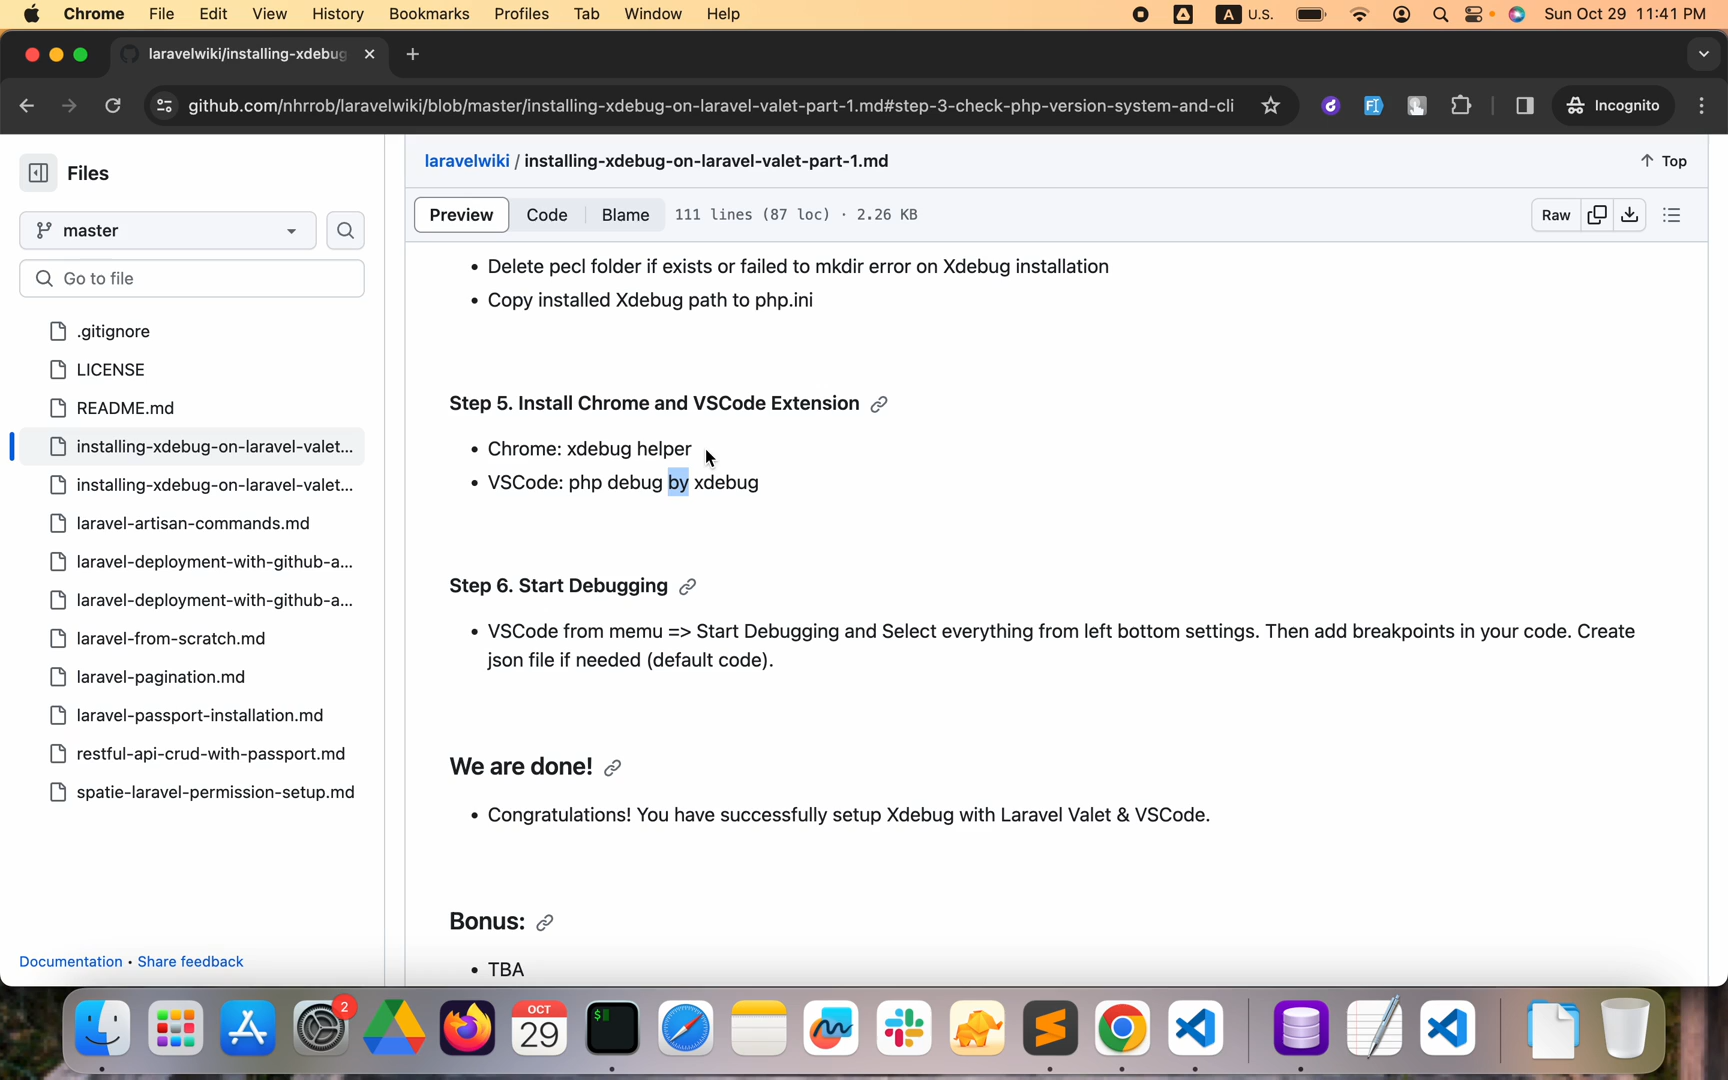 Chrome File Edit View History Bookmarks Profiles Tab Window Help A U.S. Sun Oct 29 11:41 PM
laravelwiki/installing-xdebug
github.com/nhrrob/laravelwiki/blob/master/installing-xdebug-on-laravel-valet-part-1.md#step-3-check-php-version-system-and-cli Incognito
Files
master
Go to file
.gitignore
LICENSE
README.md
installing-xdebug-on-laravel-valet...
installing-xdebug-on-laravel-valet...
laravel-artisan-commands.md
laravel-deployment-with-github-a...
laravel-deployment-with-github-a...
laravel-from-scratch.md
laravel-pagination.md
laravel-passport-installation.md
restful-api-crud-with-passport.md
spatie-laravel-permission-setup.md
Documentation • Share feedback
laravelwiki / installing-xdebug-on-laravel-valet-part-1.md Top
Preview Code Blame 111 lines (87 loc) · 2.26 KB Raw
• Delete pecl folder if exists or failed to mkdir error on Xdebug installation
• Copy installed Xdebug path to php.ini
Step 5. Install Chrome and VSCode Extension
• Chrome: xdebug helper
• VSCode: php debug by xdebug
Step 6. Start Debugging
• VSCode from memu => Start Debugging and Select everything from left bottom settings. Then add breakpoints in your code. Create
json file if needed (default code).
We are done!
• Congratulations! You have successfully setup Xdebug with Laravel Valet & VSCode.
Bonus:
• TBA
2
OCT
29
$